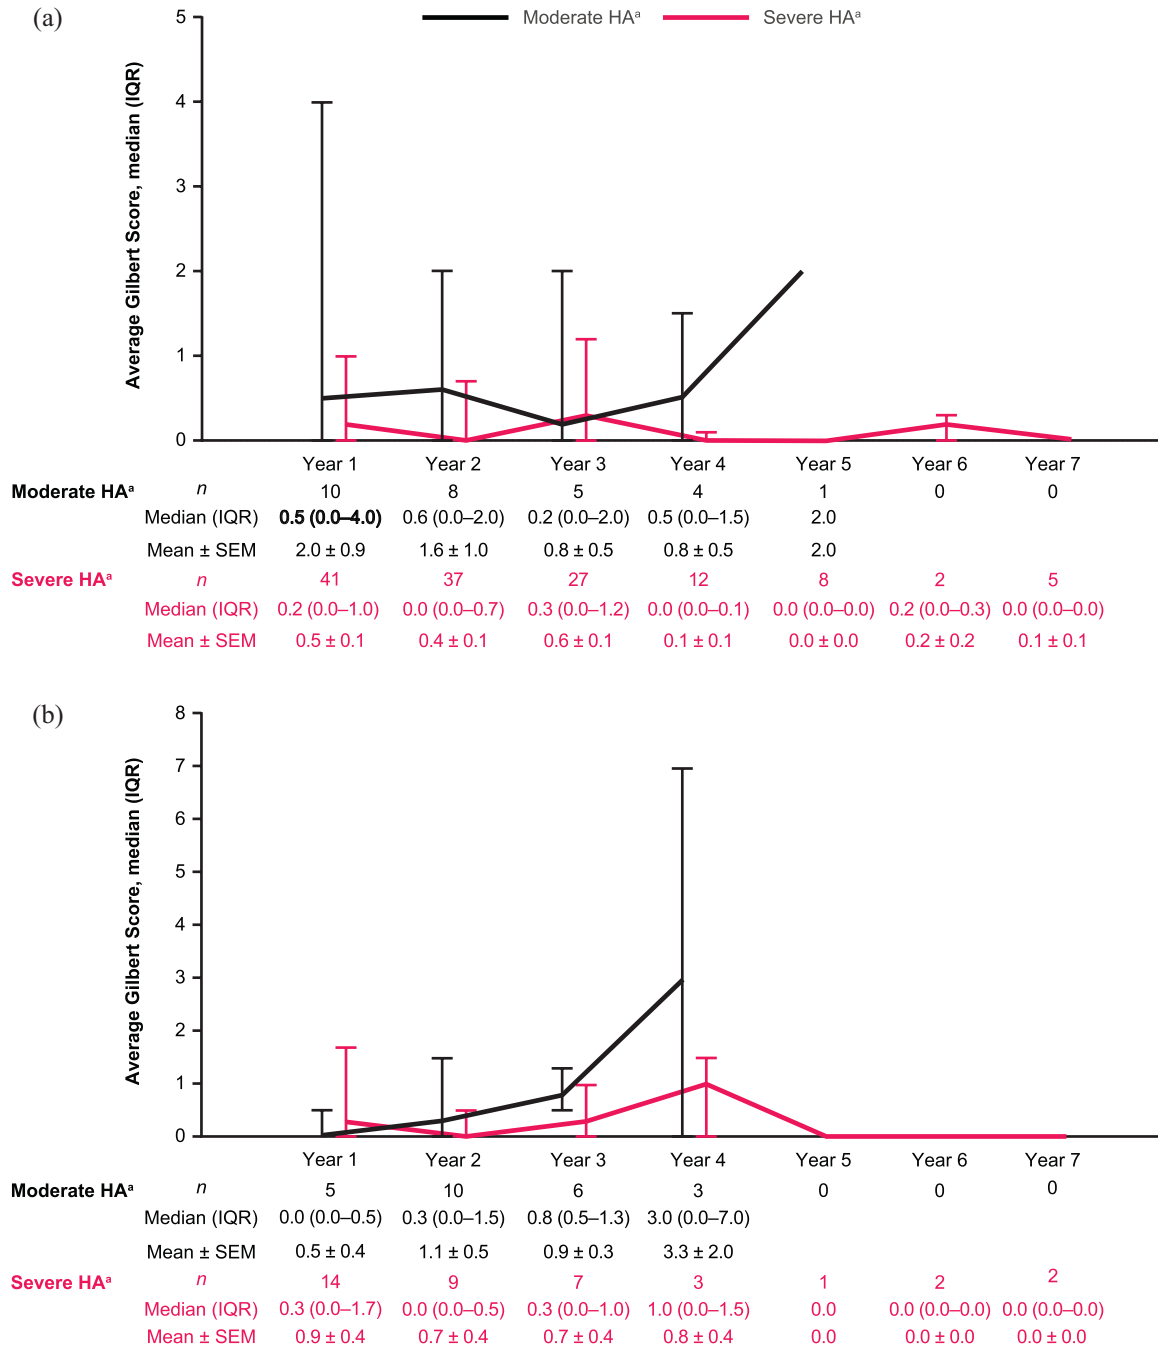 (a)
Moderate HAᵃ Severe HAᵃ
Average Gilbert Score, median (IQR)
5
4
3
2
1
0
Year 1 Year 2 Year 3 Year 4 Year 5 Year 6 Year 7
Moderate HAᵃ n 10 8 5 4 1 0 0
Median (IQR) 0.5 (0.0–4.0) 0.6 (0.0–2.0) 0.2 (0.0–2.0) 0.5 (0.0–1.5) 2.0
Mean ± SEM 2.0 ± 0.9 1.6 ± 1.0 0.8 ± 0.5 0.8 ± 0.5 2.0
Severe HAᵃ n 41 37 27 12 8 2 5
Median (IQR) 0.2 (0.0–1.0) 0.0 (0.0–0.7) 0.3 (0.0–1.2) 0.0 (0.0–0.1) 0.0 (0.0–0.0) 0.2 (0.0–0.3) 0.0 (0.0–0.0)
Mean ± SEM 0.5 ± 0.1 0.4 ± 0.1 0.6 ± 0.1 0.1 ± 0.1 0.0 ± 0.0 0.2 ± 0.2 0.1 ± 0.1
(b)
Average Gilbert Score, median (IQR)
8
7
6
5
4
3
2
1
0
Year 1 Year 2 Year 3 Year 4 Year 5 Year 6 Year 7
Moderate HAᵃ n 5 10 6 3 0 0 0
Median (IQR) 0.0 (0.0–0.5) 0.3 (0.0–1.5) 0.8 (0.5–1.3) 3.0 (0.0–7.0)
Mean ± SEM 0.5 ± 0.4 1.1 ± 0.5 0.9 ± 0.3 3.3 ± 2.0
Severe HAᵃ n 14 9 7 3 1 2 2
Median (IQR) 0.3 (0.0–1.7) 0.0 (0.0–0.5) 0.3 (0.0–1.0) 1.0 (0.0–1.5) 0.0 0.0 (0.0–0.0) 0.0 (0.0–0.0)
Mean ± SEM 0.9 ± 0.4 0.7 ± 0.4 0.7 ± 0.4 0.8 ± 0.4 0.0 0.0 ± 0.0 0.0 ± 0.0